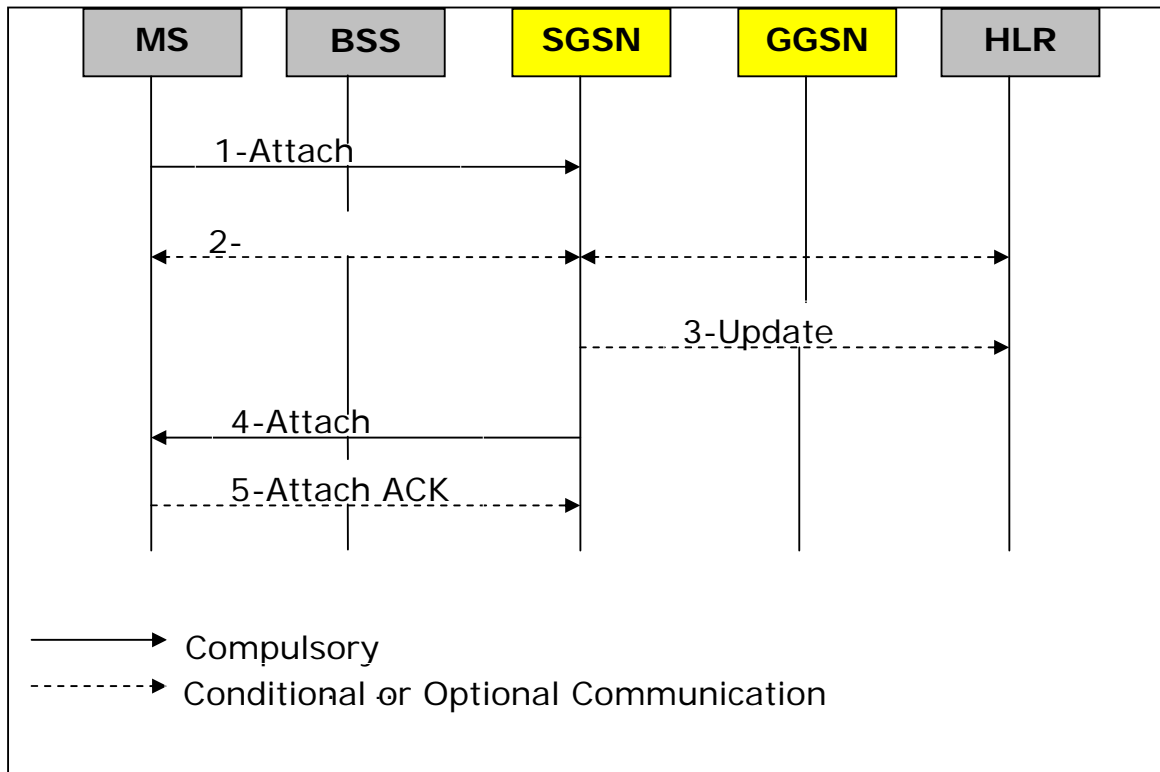 MS BSS SGSN GGSN HLR
1-Attach
2-
3-Update
4-Attach
5-Attach ACK
Compulsory
Conditional or Optional Communication